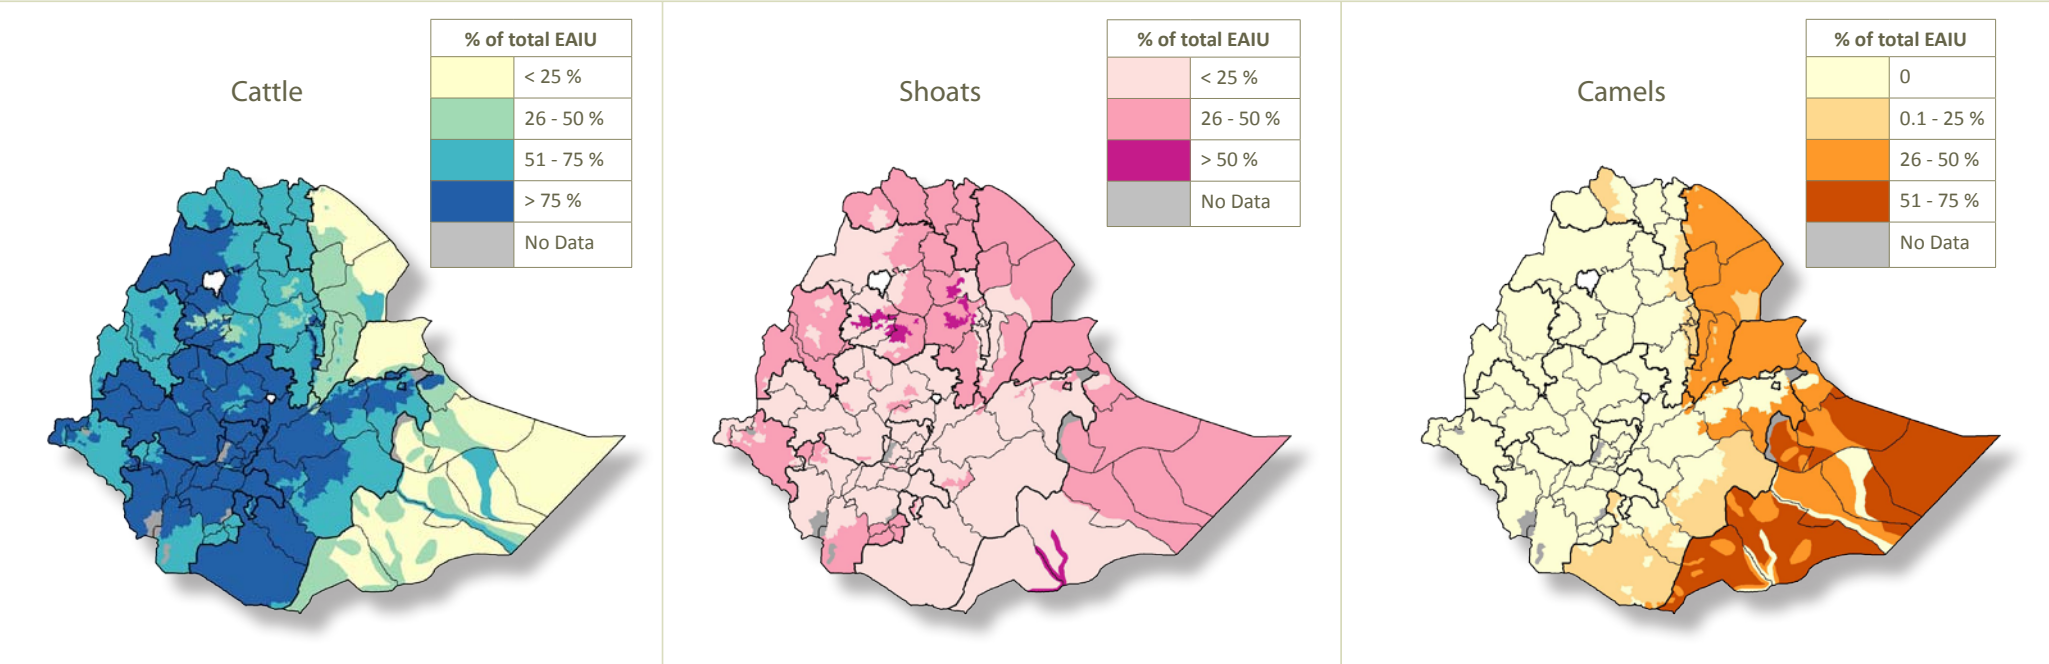 Cattle
% of total EAIU
< 25 %
26 - 50 %
51 - 75 %
> 75 %
No Data
Shoats
% of total EAIU
< 25 %
26 - 50 %
> 50 %
No Data
Camels
% of total EAIU
0
0.1 - 25 %
26 - 50 %
51 - 75 %
No Data